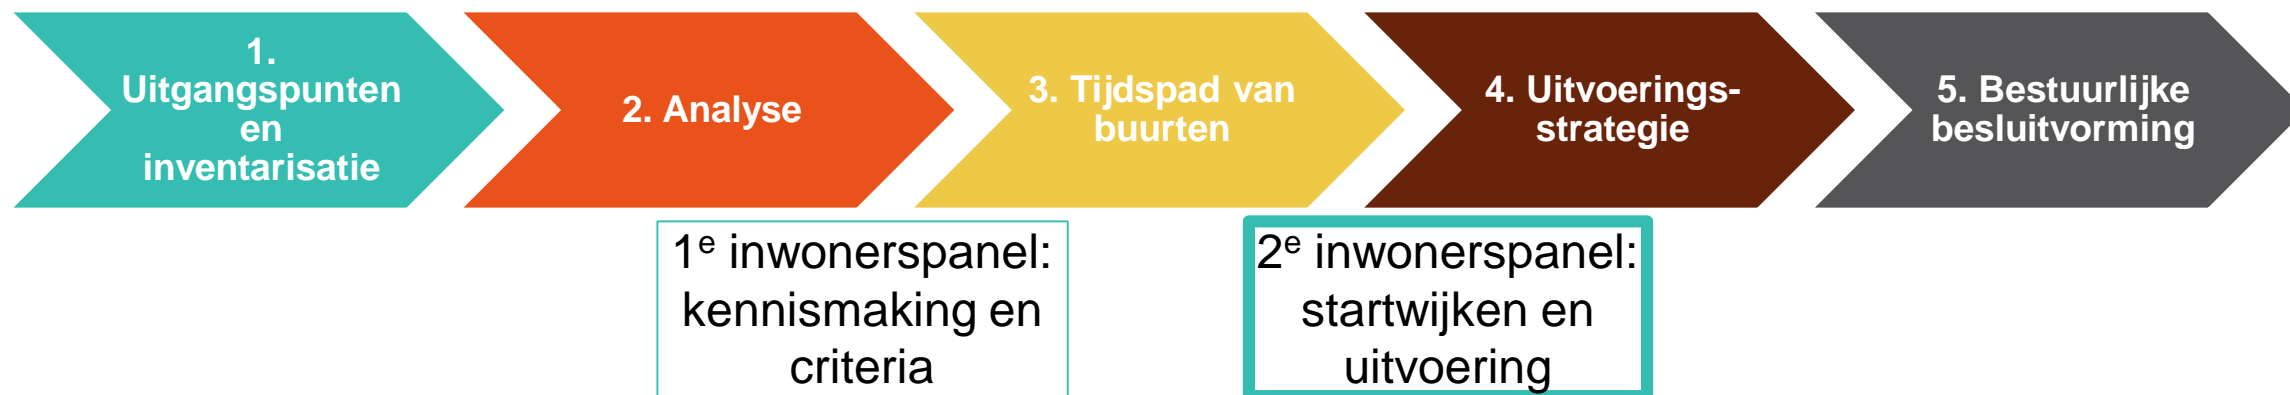 1.
Uitgangspunten
en
inventarisatie
2. Analyse
3. Tijdspad van
buurten
4. Uitvoerings-
strategie
5. Bestuurlijke
besluitvorming
1e inwonerspanel:
kennismaking en
criteria
2e inwonerspanel:
startwijken en
uitvoering